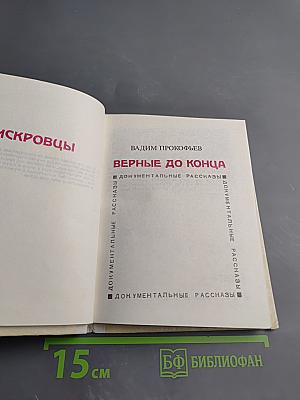 ИСКРОВЦЫ
ВАДИМ ПРОКОФЬЕВ
ВЕРНЫЕ ДО КОНЦА
ДОКУМЕНТАЛЬНЫЕ РАССКАЗЫ
ДОКУМЕНТАЛЬНЫЕ РАССКАЗЫ
ДОКУМЕНТАЛЬНЫЕ РАССКАЗЫ
ДОКУМЕНТАЛЬНЫЕ РАССКАЗЫ
15 см
БФ БИБЛИОФАН